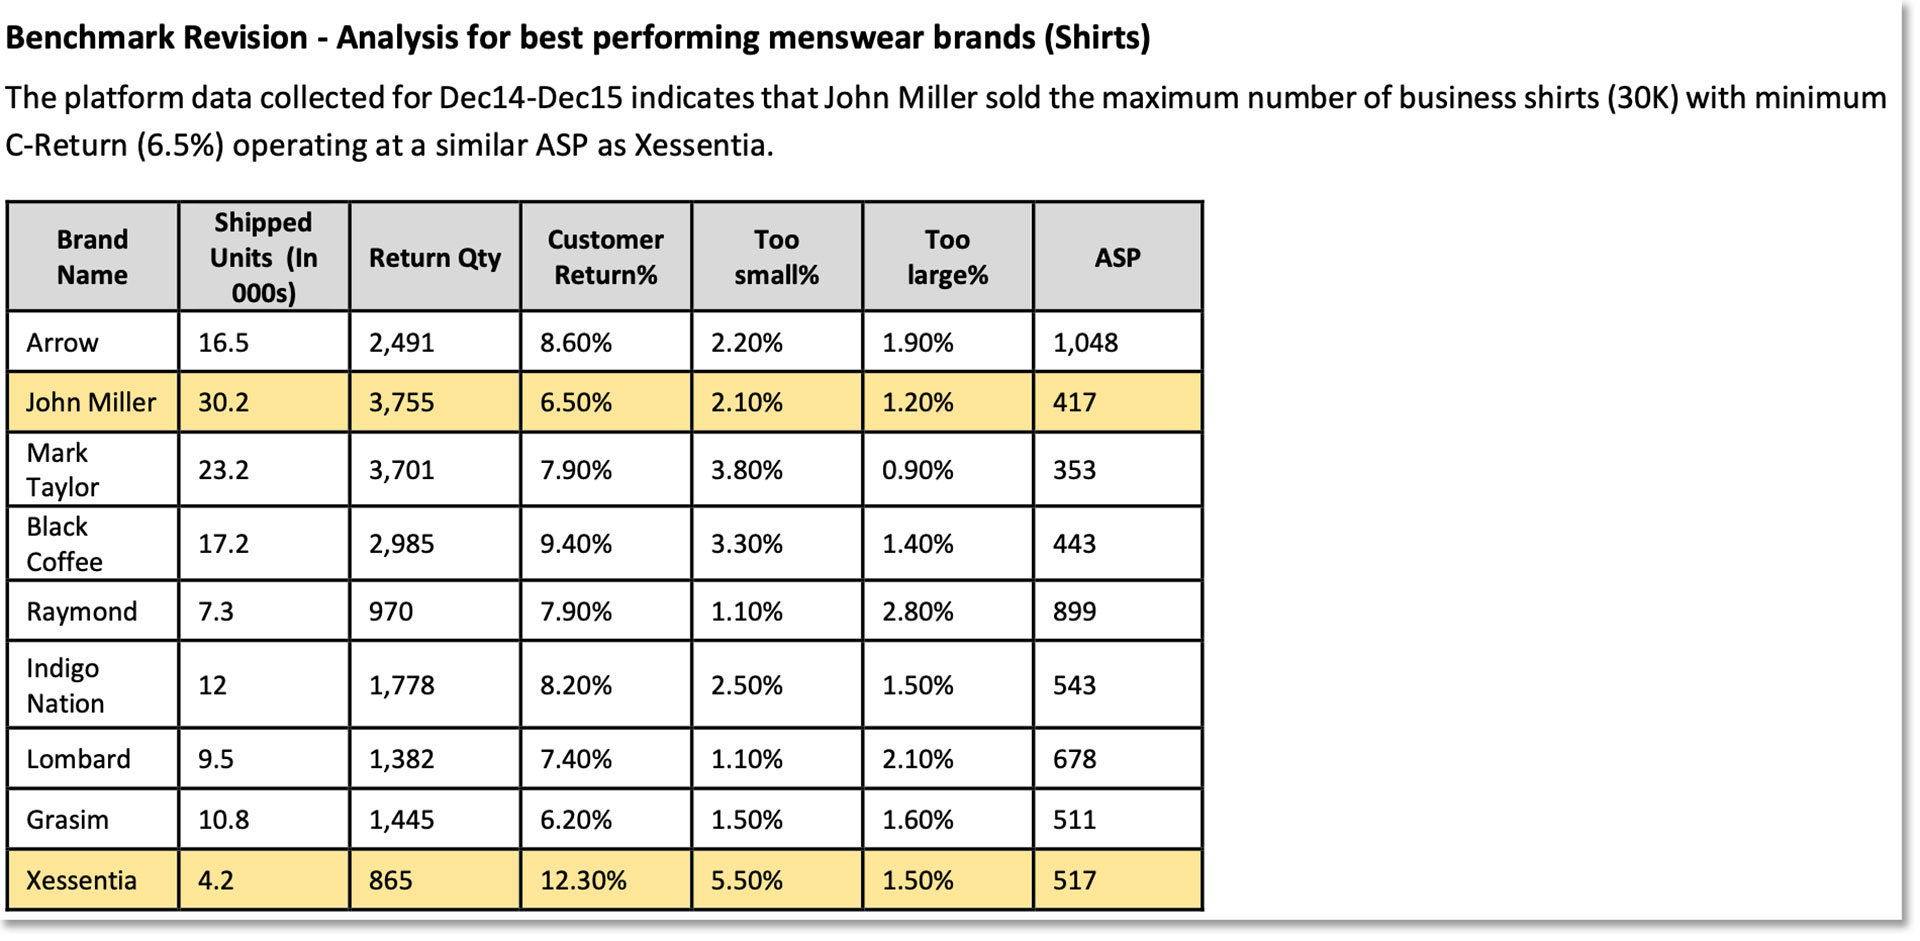 Benchmark Revision - Analysis for best performing menswear brands (Shirts)
The platform data collected for Dec14-Dec15 indicates that John Miller sold the maximum number of business shirts (30K) with minimum
C-Return (6.5%) operating at a similar ASP as Xessentia.
Brand Name Shipped Units (In 000s) Return Qty Customer Return% Too small% Too large% ASP
Arrow 16.5 2,491 8.60% 2.20% 1.90% 1,048
John Miller 30.2 3,755 6.50% 2.10% 1.20% 417
Mark Taylor 23.2 3,701 7.90% 3.80% 0.90% 353
Black Coffee 17.2 2,985 9.40% 3.30% 1.40% 443
Raymond 7.3 970 7.90% 1.10% 2.80% 899
Indigo Nation 12 1,778 8.20% 2.50% 1.50% 543
Lombard 9.5 1,382 7.40% 1.10% 2.10% 678
Grasim 10.8 1,445 6.20% 1.50% 1.60% 511
Xessentia 4.2 865 12.30% 5.50% 1.50% 517